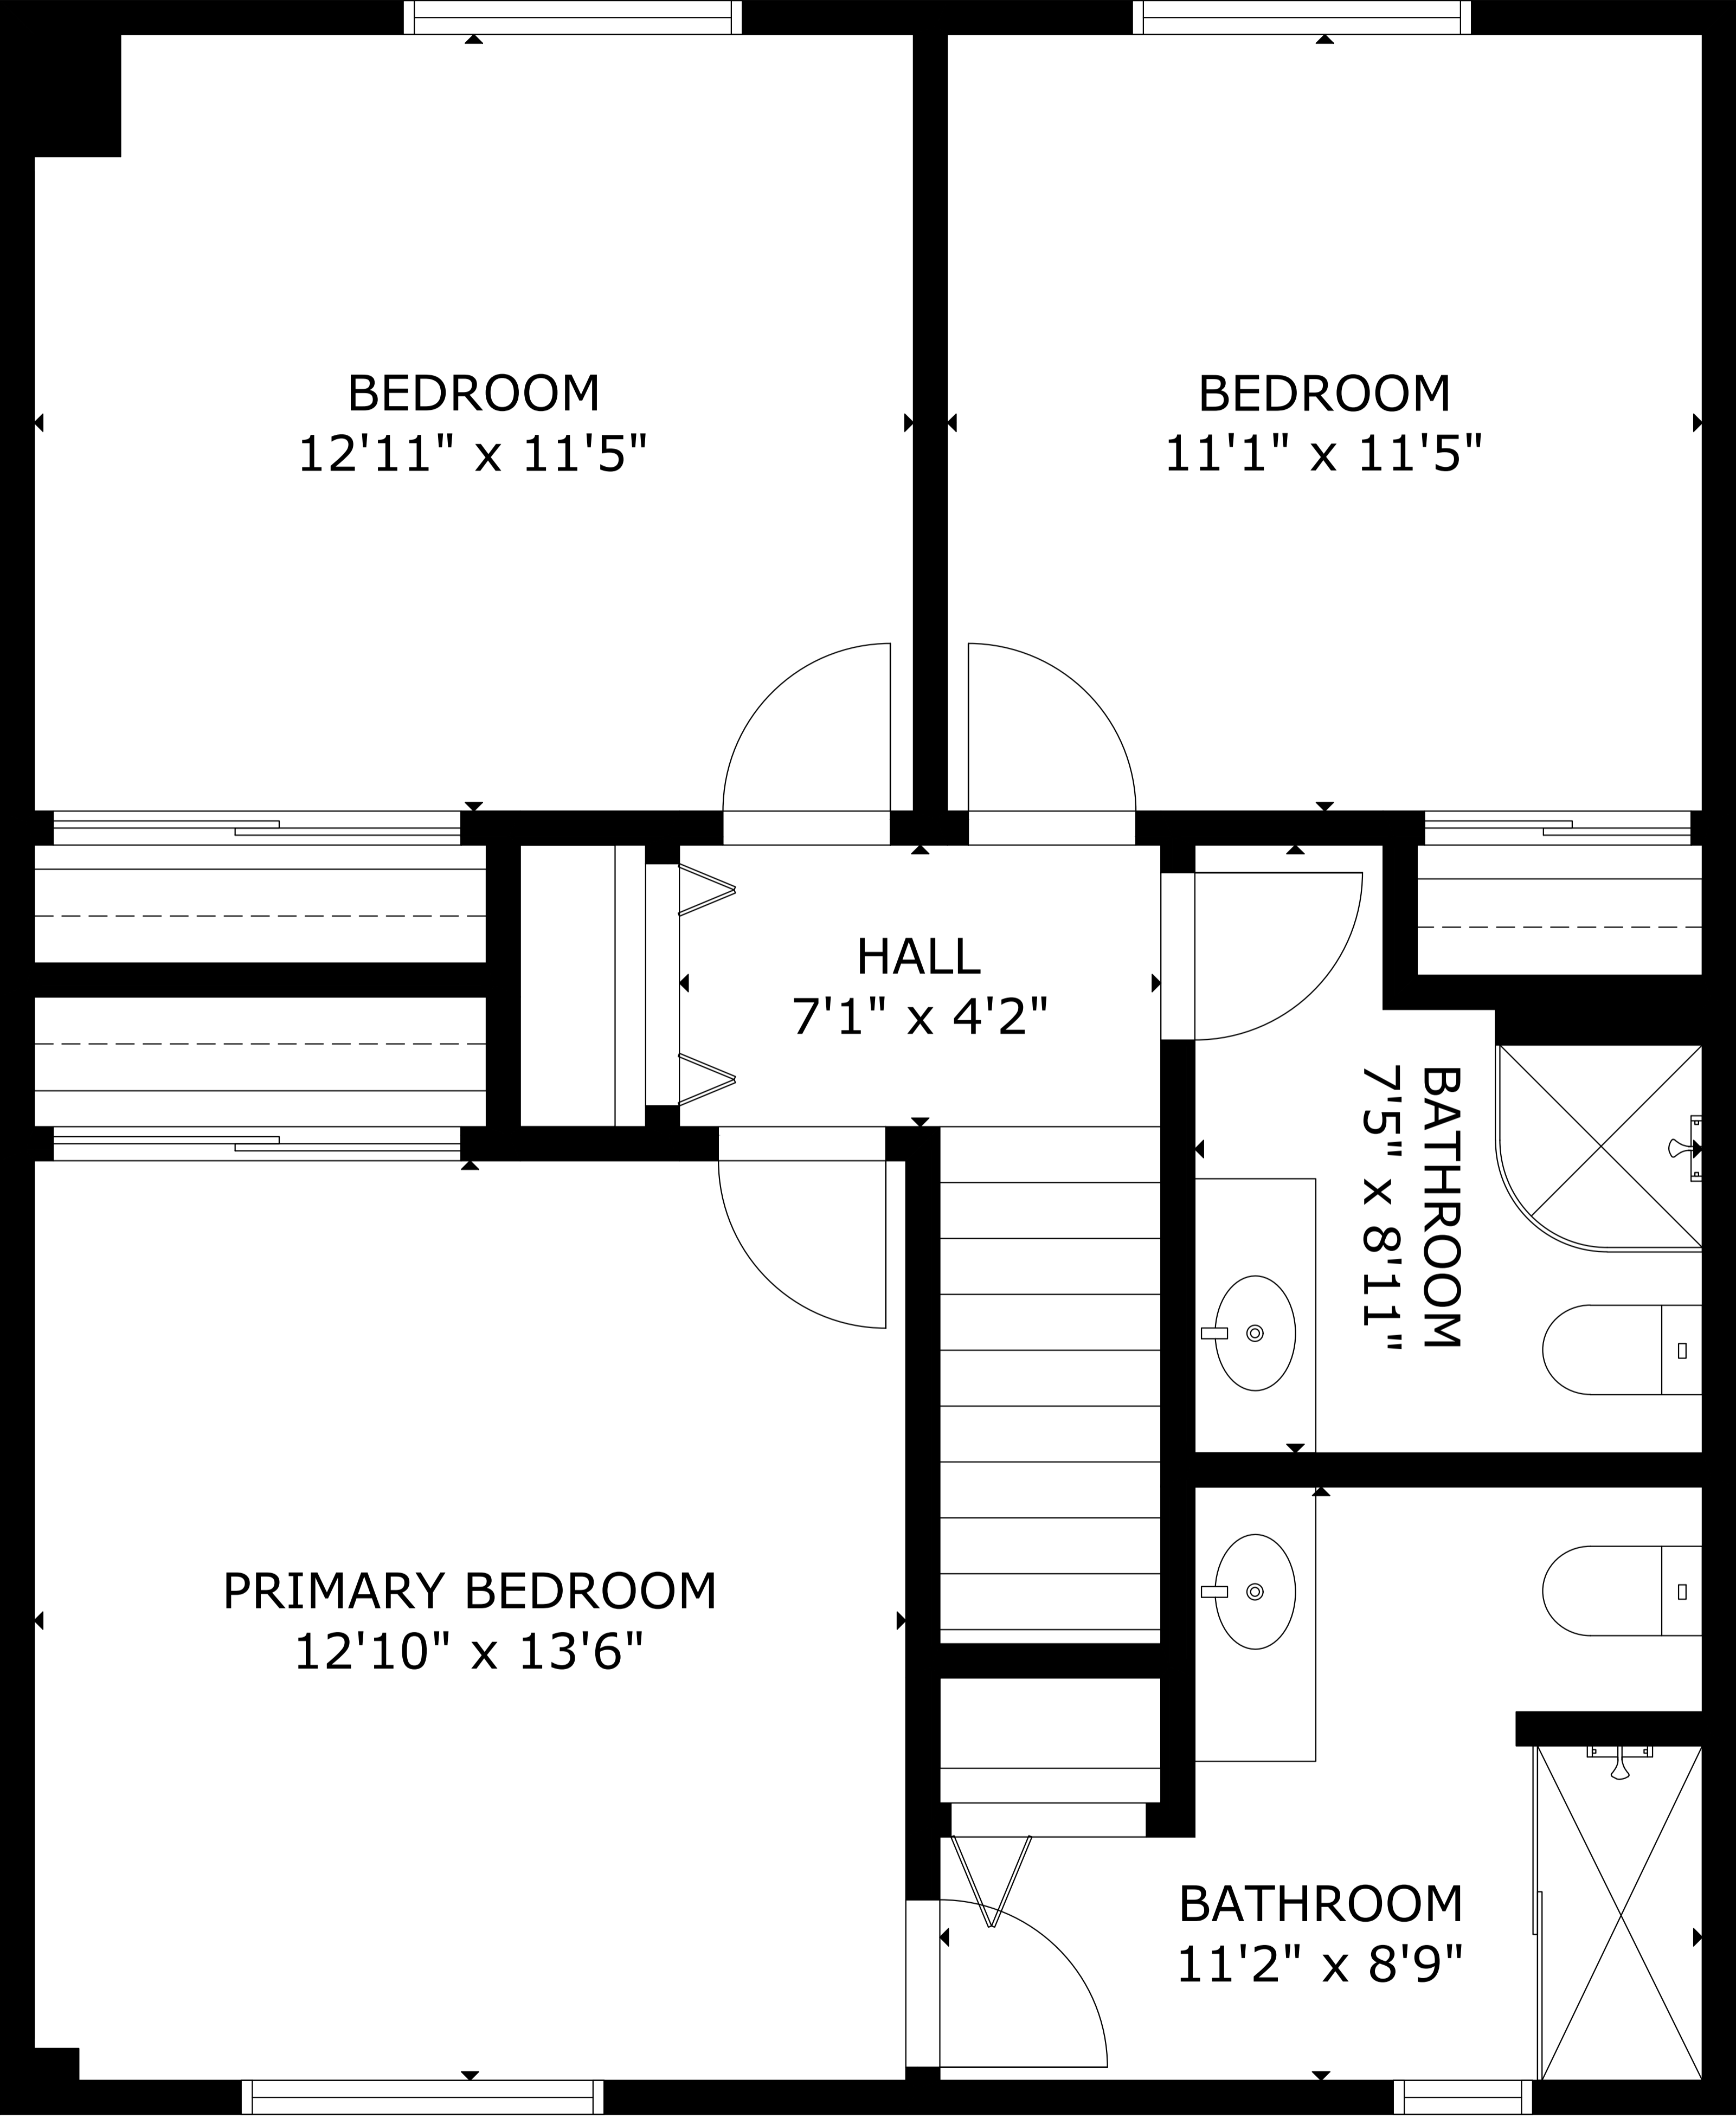 BEDROOM
12'11" x 11'5"
BEDROOM
11'1" x 11'5"
HALL
7'1" x 4'2"
BATHROOM
7'5" x 8'11"
PRIMARY BEDROOM
12'10" x 13'6"
BATHROOM
11'2" x 8'9"